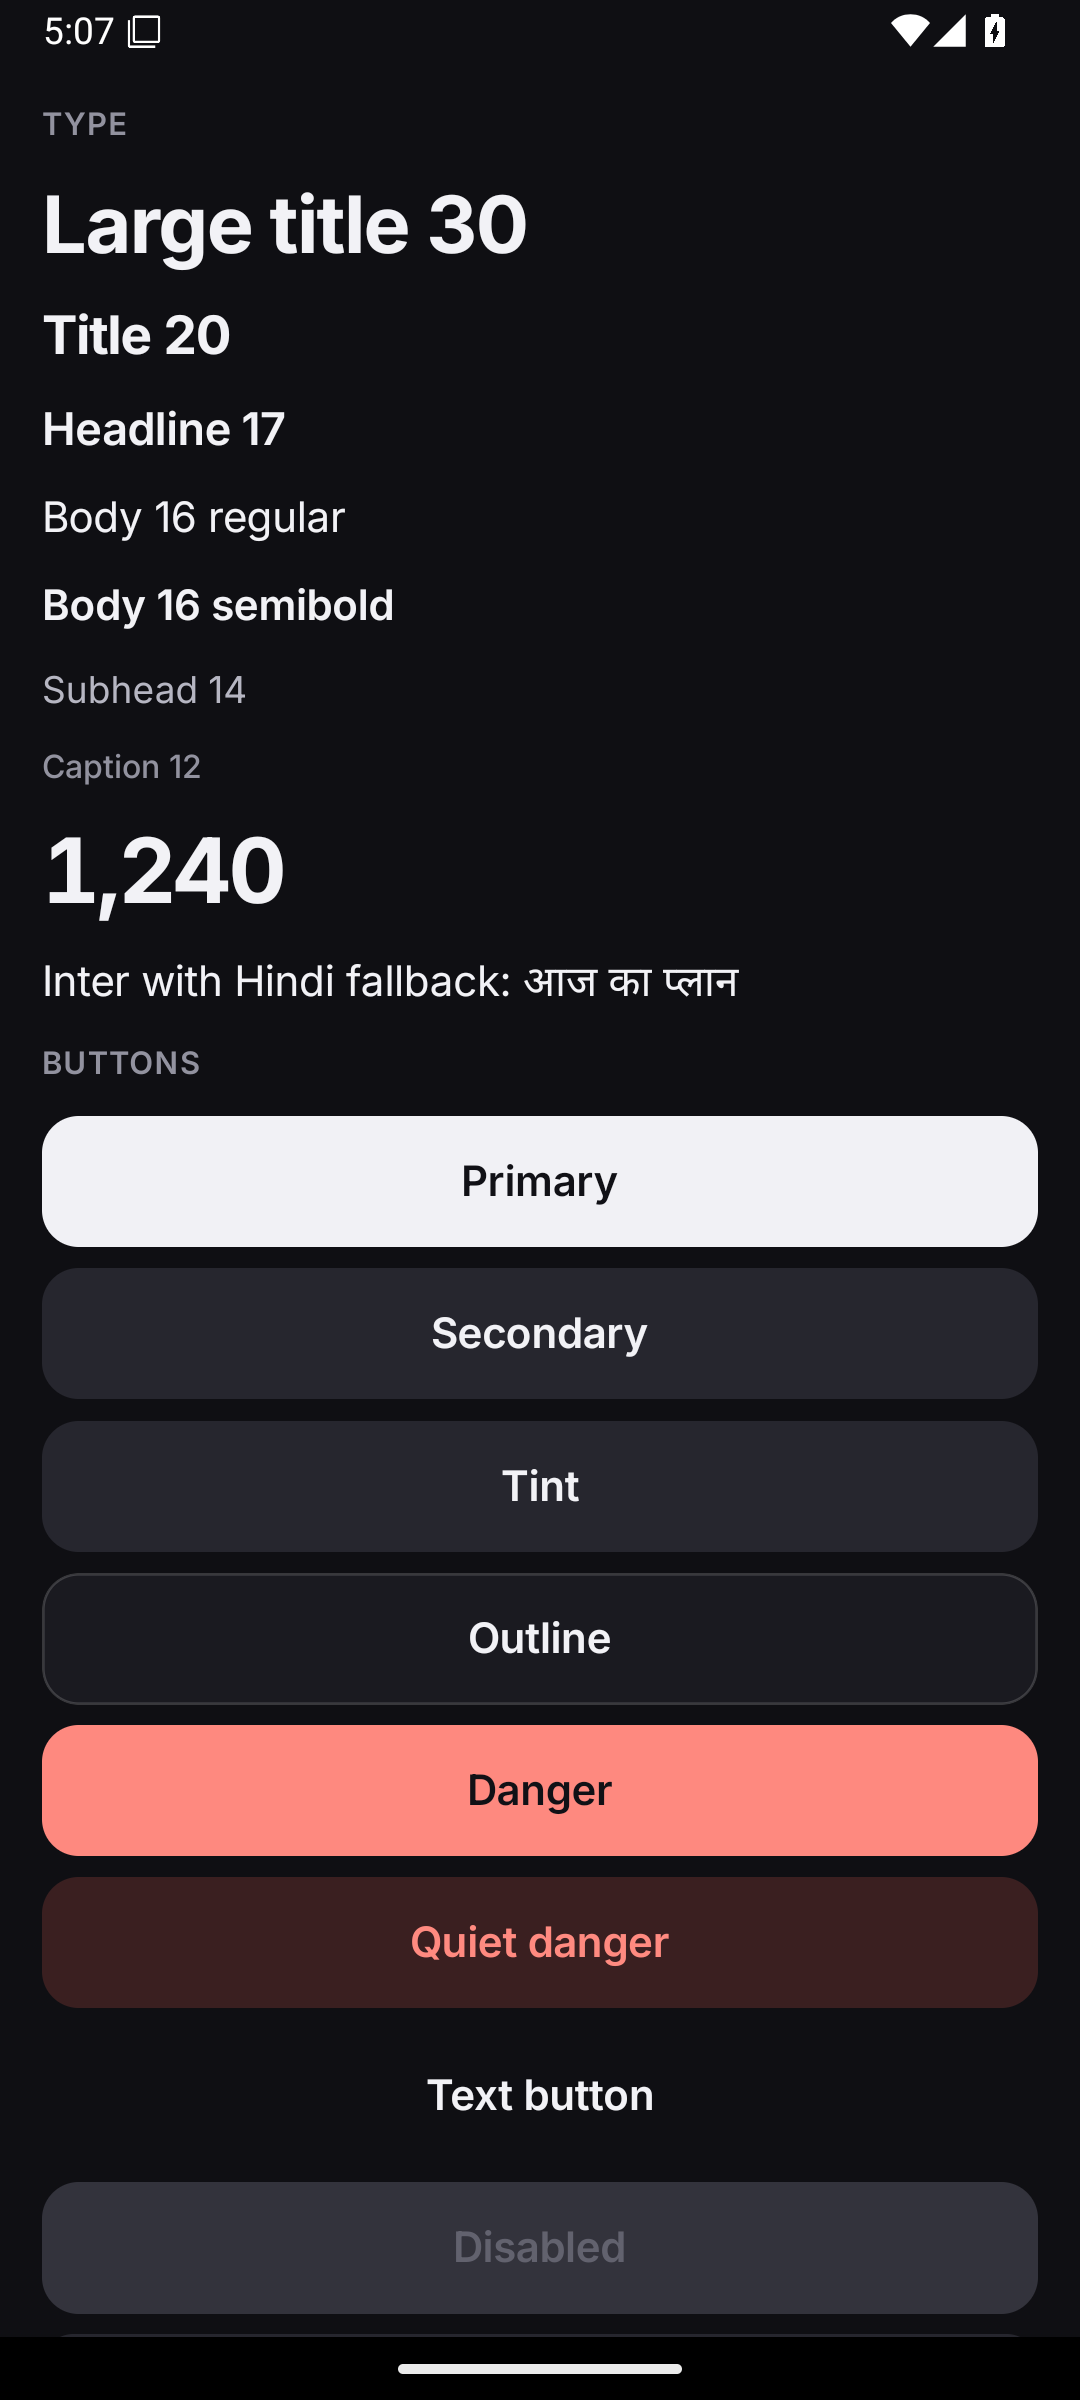 5:07
TYPE
Large title 30
Title 20
Headline 17
Body 16 regular
Body 16 semibold
Subhead 14
Caption 12
1,240
Inter with Hindi fallback: आज का प्लान
BUTTONS
Primary
Secondary
Tint
Outline
Danger
Quiet danger
Text button
Disabled